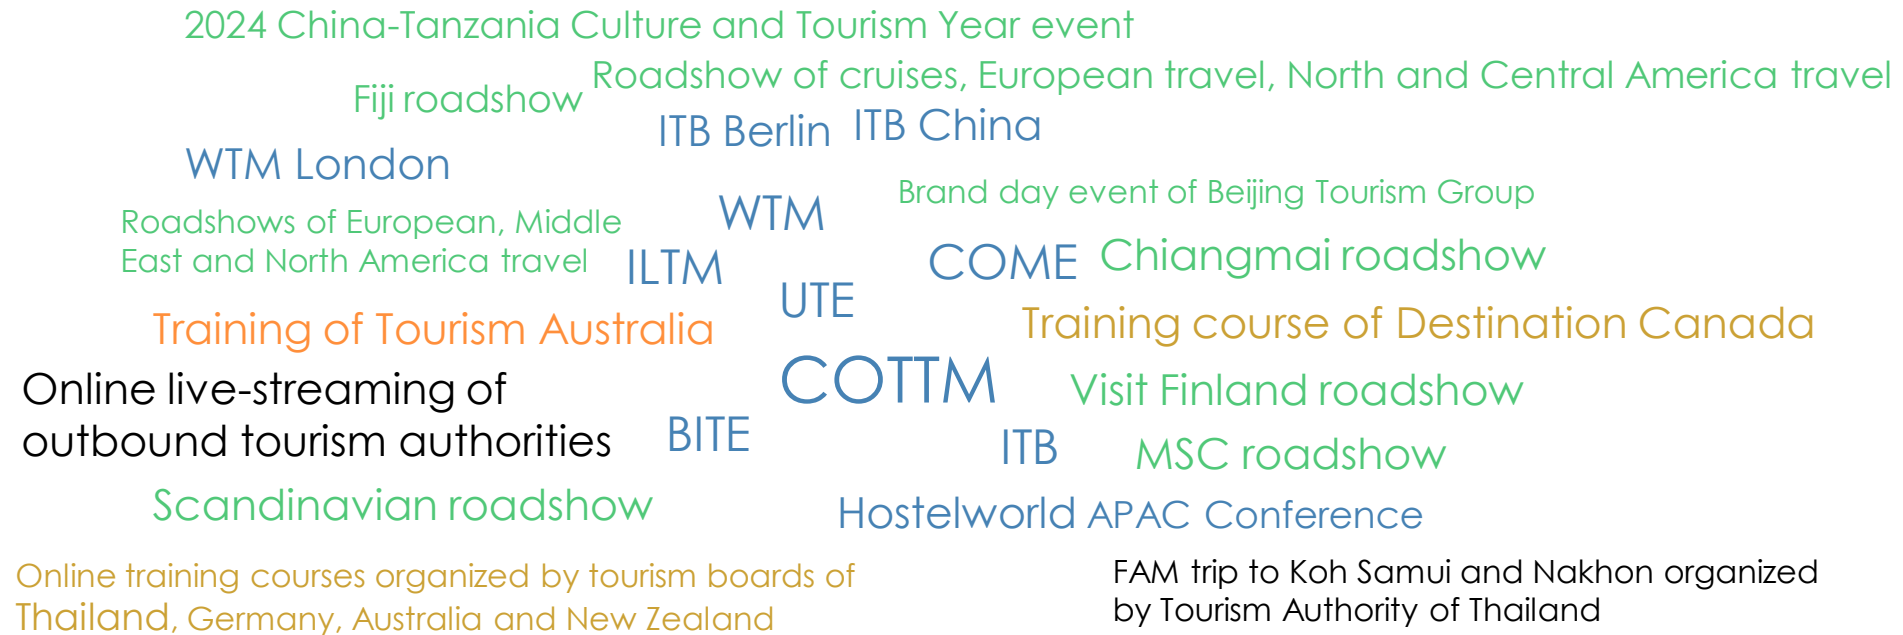 2024 China-Tanzania Culture and Tourism Year event
Roadshow of cruises, European travel, North and Central America travel
Fiji roadshow
ITB Berlin
ITB China
WTM London
Brand day event of Beijing Tourism Group
WTM
Roadshows of European, Middle
East and North America travel
ILTM
COME
Chiangmai roadshow
UTE
Training of Tourism Australia
Training course of Destination Canada
COTTM
Online live-streaming of
outbound tourism authorities
Visit Finland roadshow
BITE
ITB
MSC roadshow
Scandinavian roadshow
Hostelworld APAC Conference
Online training courses organized by tourism boards of
Thailand, Germany, Australia and New Zealand
FAM trip to Koh Samui and Nakhon organized
by Tourism Authority of Thailand